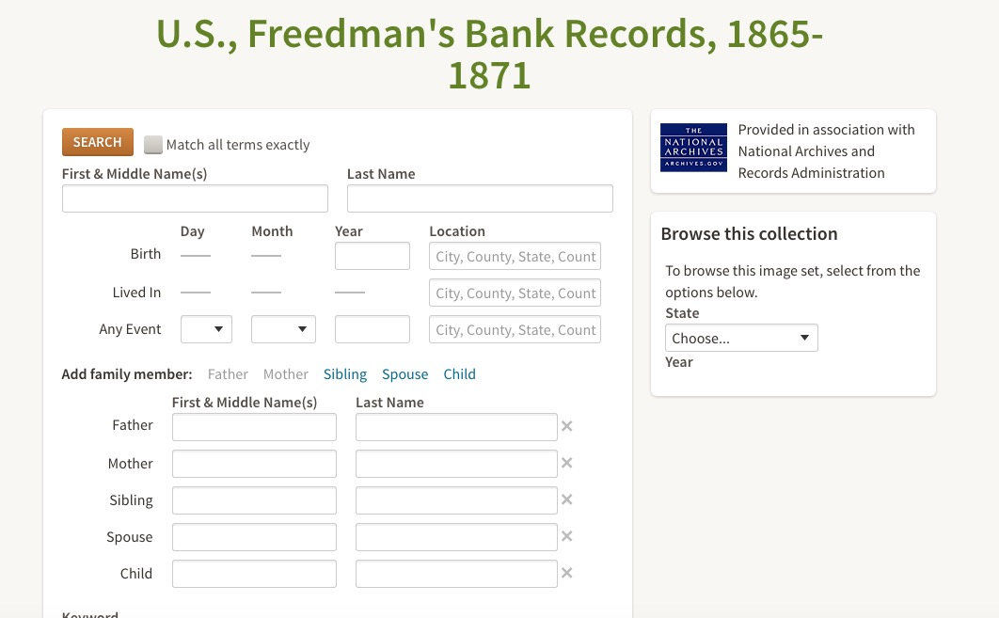 U.S., Freedman's Bank Records, 1865-
1871
SEARCH
Match all terms exactly
First & Middle Name(s) Last Name
Day Month Year Location
Birth City, County, State, Count
Lived In City, County, State, Count
Any Event City, County, State, Count
Add family member: Father Mother Sibling Spouse Child
First & Middle Name(s) Last Name
Father
Mother
Sibling
Spouse
Child
Keyword
THE
NATIONAL
ARCHIVES
ARCHIVES.GOV
Provided in association with
National Archives and
Records Administration
Browse this collection
To browse this image set, select from the
options below.
State
Choose...
Year